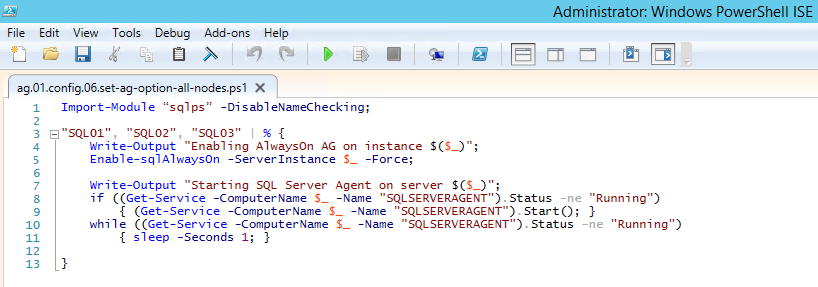 Administrator: Windows PowerShell ISE
File Edit View Tools Debug Add-ons Help
ag.01.config.06.set-ag-option-all-nodes.ps1
1 Import-Module "sqlps" -DisableNameChecking;
2
3 "SQL01", "SQL02", "SQL03" | % {
4 Write-Output "Enabling AlwaysOn AG on instance $($_)";
5 Enable-sqlAlwaysOn -ServerInstance $_ -Force;
6
7 Write-Output "Starting SQL Server Agent on server $($_)";
8 if ((Get-Service -ComputerName $_ -Name "SQLSERVERAGENT").Status -ne "Running")
9 { (Get-Service -ComputerName $_ -Name "SQLSERVERAGENT").Start(); }
10 while ((Get-Service -ComputerName $_ -Name "SQLSERVERAGENT").Status -ne "Running")
11 { sleep -Seconds 1; }
12
13 }